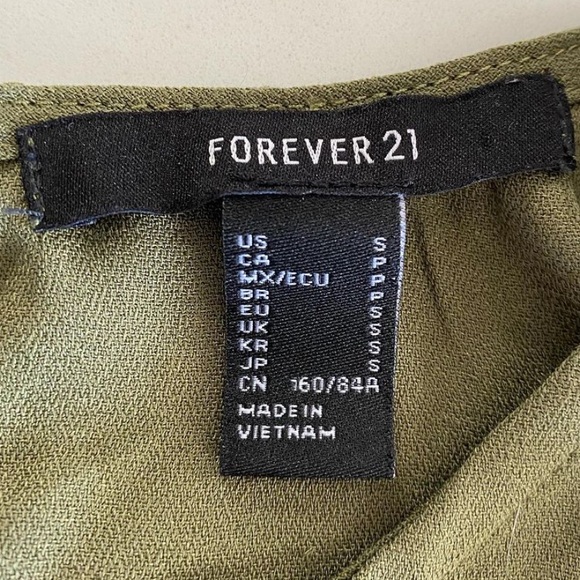 FOREVER 21
US S
CA P
MX/ECU P
BR P
EU S
UK S
KR S
JP S
CN 160/84A
MADE IN
VIETNAM